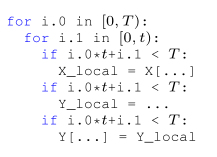 for i.0 in [0, T):
for i.1 in [0, t):
if i.0*t+i.1 < T:
X_local = X[...]
if i.0*t+i.1 < T:
Y_local = ...
if i.0*t+i.1 < T:
Y[...] = Y_local